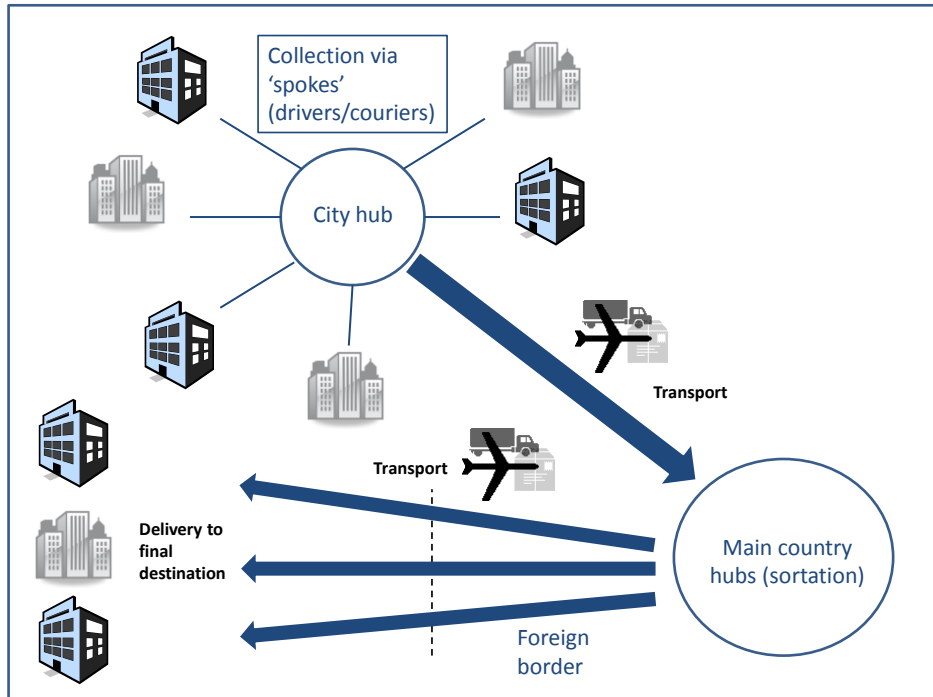 Collection via
‘spokes’
(drivers/couriers)
City hub
Transport
Transport
Delivery to
final
destination
Main country
hubs (sortation)
Foreign
border